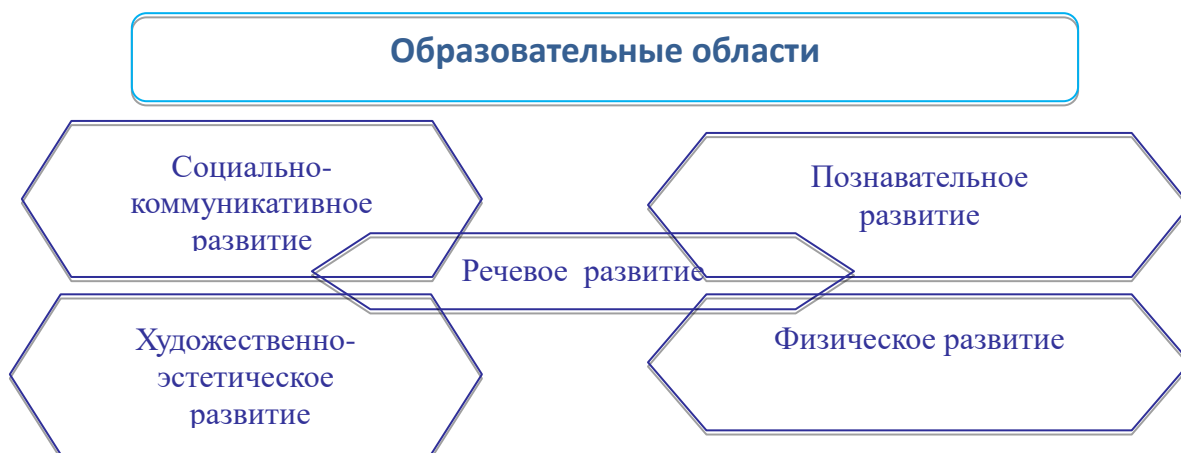 Образовательные области
Социально-
коммуникативное
развитие
Познавательное
развитие
Речевое развитие
Художественно-
эстетическое
развитие
Физическое развитие